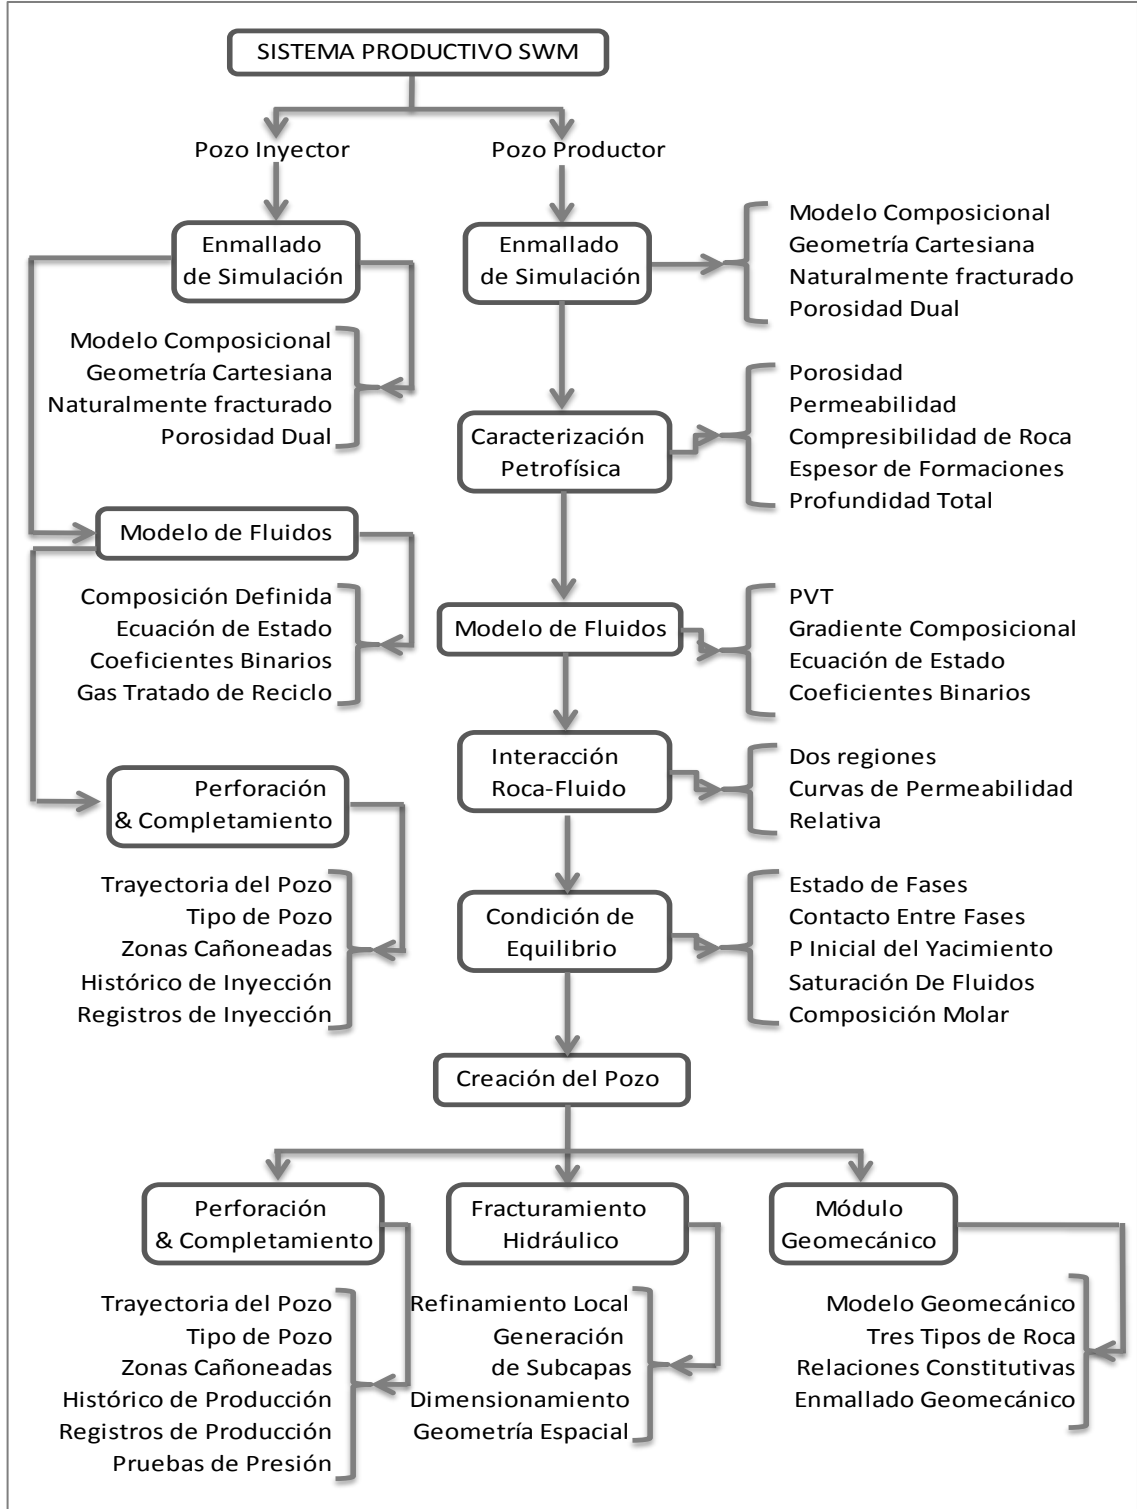 SISTEMA PRODUCTIVO SWM
Pozo Inyector
Pozo Productor
Enmallado
de Simulación
Modelo Composicional
Geometría Cartesiana
Naturalmente fracturado
Porosidad Dual
Modelo de Fluidos
Composición Definida
Ecuación de Estado
Coeficientes Binarios
Gas Tratado de Reciclo
Perforación
& Completamiento
Trayectoria del Pozo
Tipo de Pozo
Zonas Cañoneadas
Histórico de Inyección
Registros de Inyección
Enmallado
de Simulación
Modelo Composicional
Geometría Cartesiana
Naturalmente fracturado
Porosidad Dual
Caracterización
Petrofísica
Porosidad
Permeabilidad
Compresibilidad de Roca
Espesor de Formaciones
Profundidad Total
Modelo de Fluidos
PVT
Gradiente Composicional
Ecuación de Estado
Coeficientes Binarios
Interacción
Roca-Fluido
Dos regiones
Curvas de Permeabilidad
Relativa
Condición de
Equilibrio
Estado de Fases
Contacto Entre Fases
P Inicial del Yacimiento
Saturación De Fluidos
Composición Molar
Creación del Pozo
Perforación
& Completamiento
Trayectoria del Pozo
Tipo de Pozo
Zonas Cañoneadas
Histórico de Producción
Registros de Producción
Pruebas de Presión
Fracturamiento
Hidráulico
Refinamiento Local
Generación
de Subcapas
Dimensionamiento
Geometría Espacial
Módulo
Geomecánico
Modelo Geomecánico
Tres Tipos de Roca
Relaciones Constitutivas
Enmallado Geomecánico